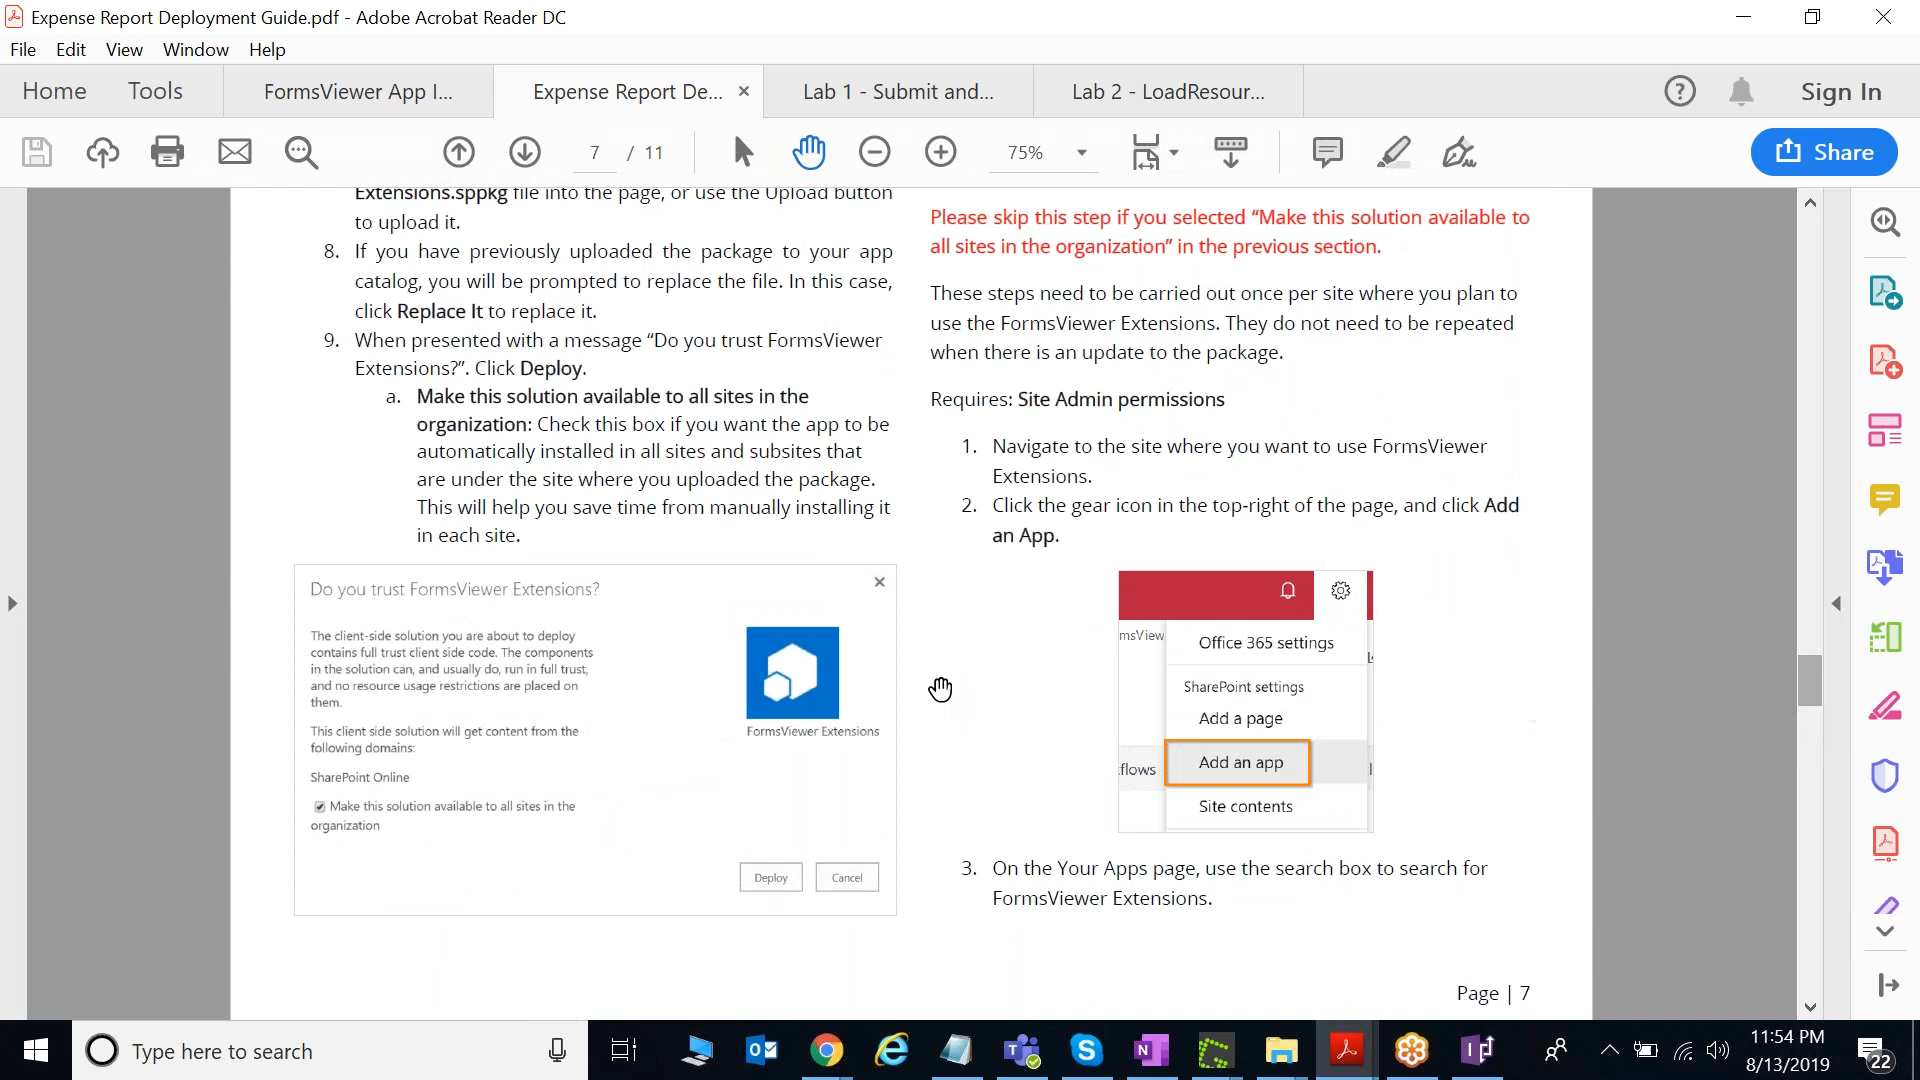 Expense Report Deployment Guide.pdf - Adobe Acrobat Reader DC
File Edit View Window Help
Home Tools FormsViewer App I... Expense Report De... Lab 1 - Submit and... Lab 2 - LoadResour... Sign In
7 / 11 75% Share
Extensions.sppkg file into the page, or use the Upload button
to upload it.
8. If you have previously uploaded the package to your app
catalog, you will be prompted to replace the file. In this case,
click Replace It to replace it.
9. When presented with a message “Do you trust FormsViewer
Extensions?”. Click Deploy.
a. Make this solution available to all sites in the
organization: Check this box if you want the app to be
automatically installed in all sites and subsites that
are under the site where you uploaded the package.
This will help you save time from manually installing it
in each site.
Do you trust FormsViewer Extensions?
The client-side solution you are about to deploy
contains full trust client side code. The components
in the solution can, and usually do, run in full trust,
and no resource usage restrictions are placed on
them.
This client side solution will get content from the
following domains:
SharePoint Online
Make this solution available to all sites in the
organization
FormsViewer Extensions
Deploy Cancel
Please skip this step if you selected “Make this solution available to
all sites in the organization” in the previous section.
These steps need to be carried out once per site where you plan to
use the FormsViewer Extensions. They do not need to be repeated
when there is an update to the package.
Requires: Site Admin permissions
1. Navigate to the site where you want to use FormsViewer
Extensions.
2. Click the gear icon in the top-right of the page, and click Add
an App.
msView
Office 365 settings
SharePoint settings
Add a page
flows
Add an app
Site contents
3. On the Your Apps page, use the search box to search for
FormsViewer Extensions.
Page | 7
Type here to search
11:54 PM
8/13/2019
22